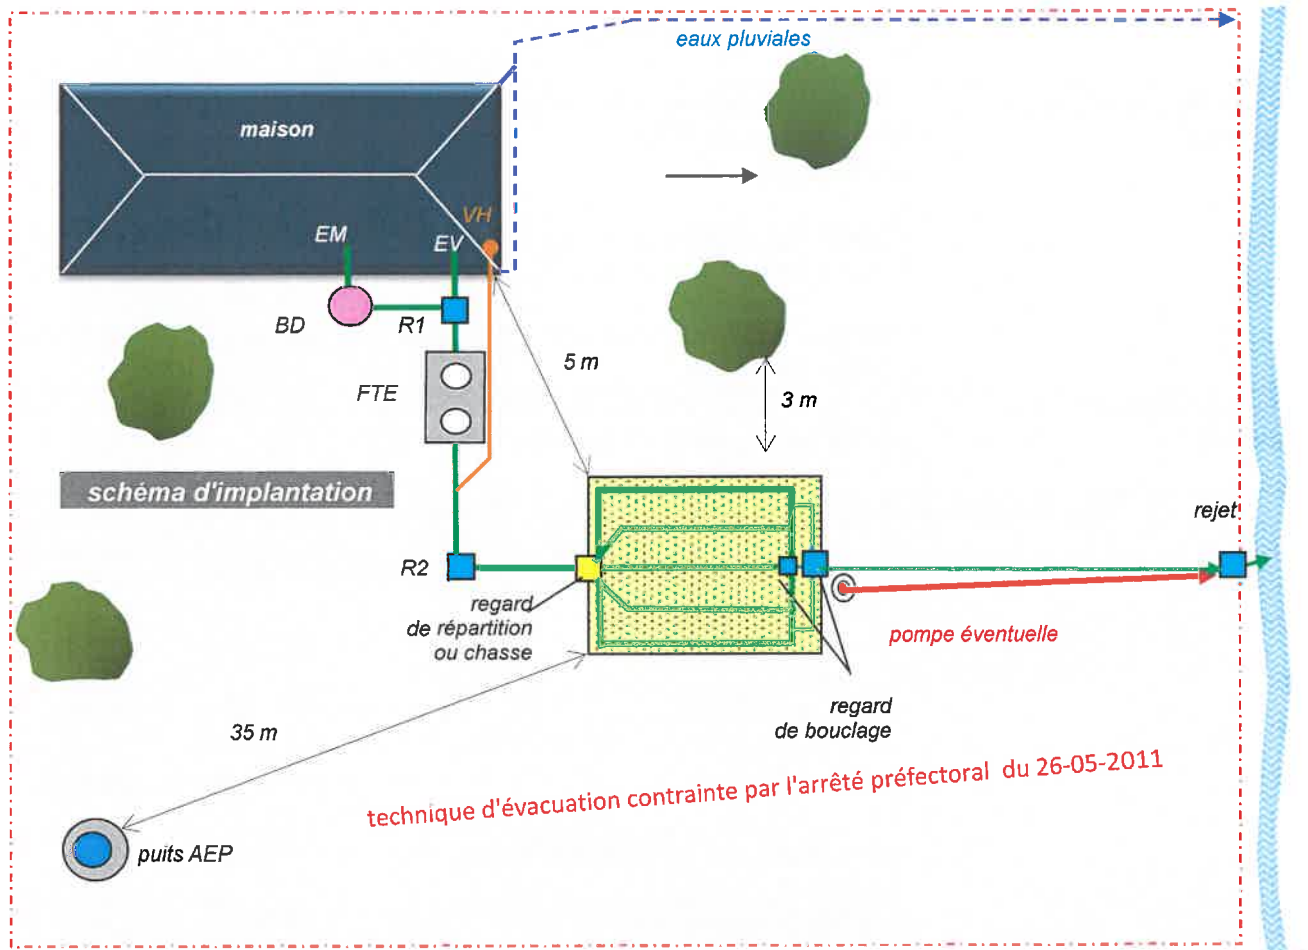 eaux pluviales
maison
VH
EM
EV
BD
R1
5 m
FTE
3 m
schéma d'implantation
rejet
R2
regard
de répartition
ou chasse
pompe éventuelle
regard
de bouclage
35 m
technique d'évacuation contrainte par l'arrêté préfectoral du 26-05-2011
puits AEP